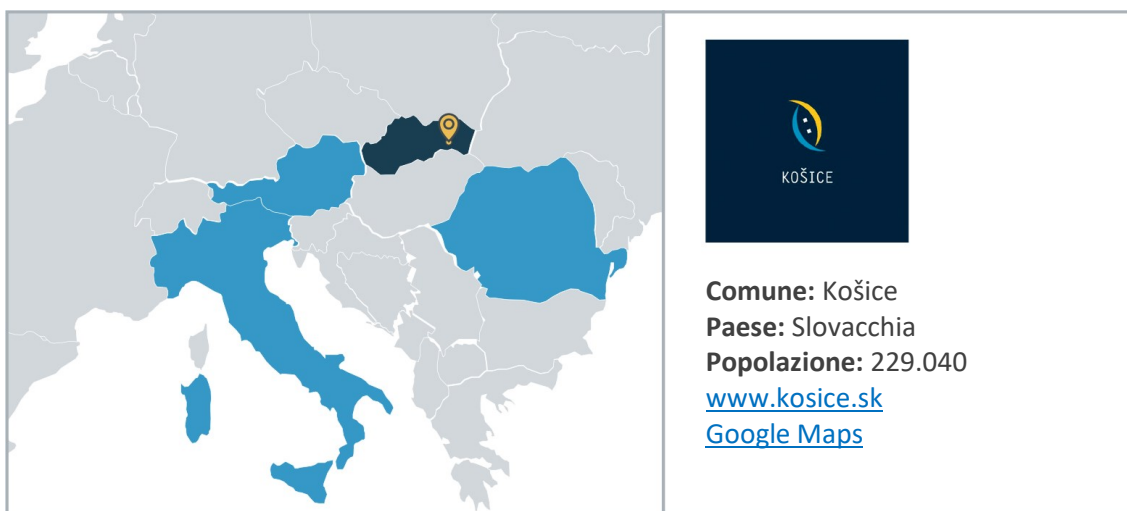 KOŠICE
Comune: Košice
Paese: Slovacchia
Popolazione: 229.040
www.kosice.sk
Google Maps